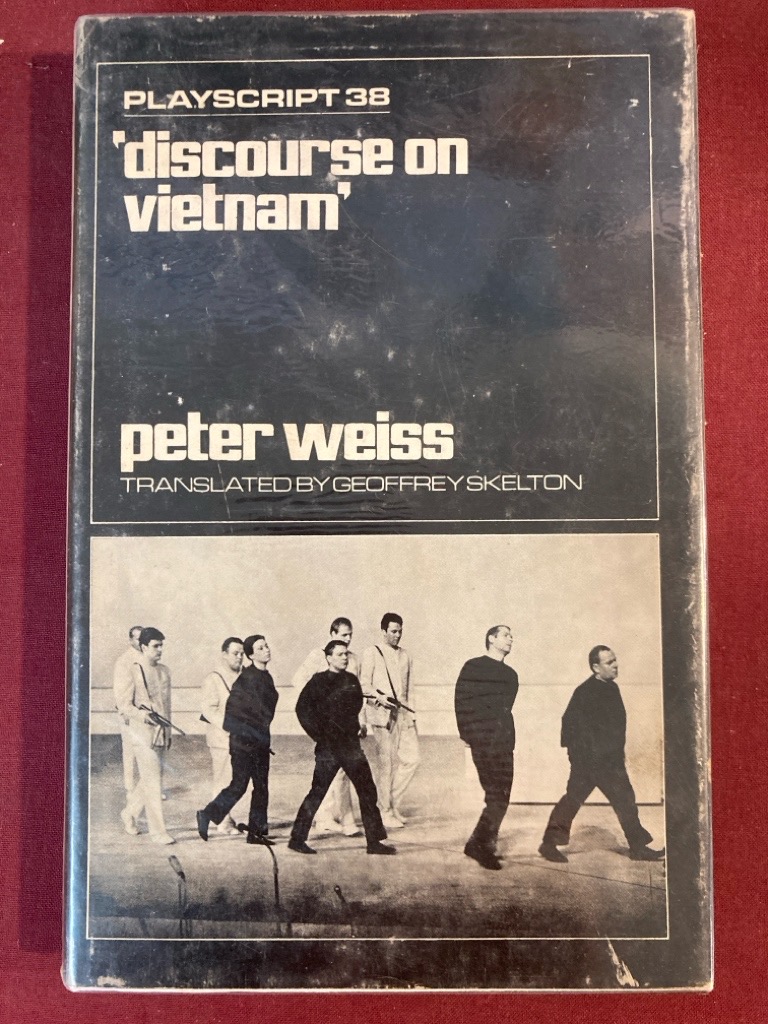 PLAYSCRIPT 38
'discourse on
vietnam'
peter weiss
TRANSLATED BY GEOFFREY SKELTON